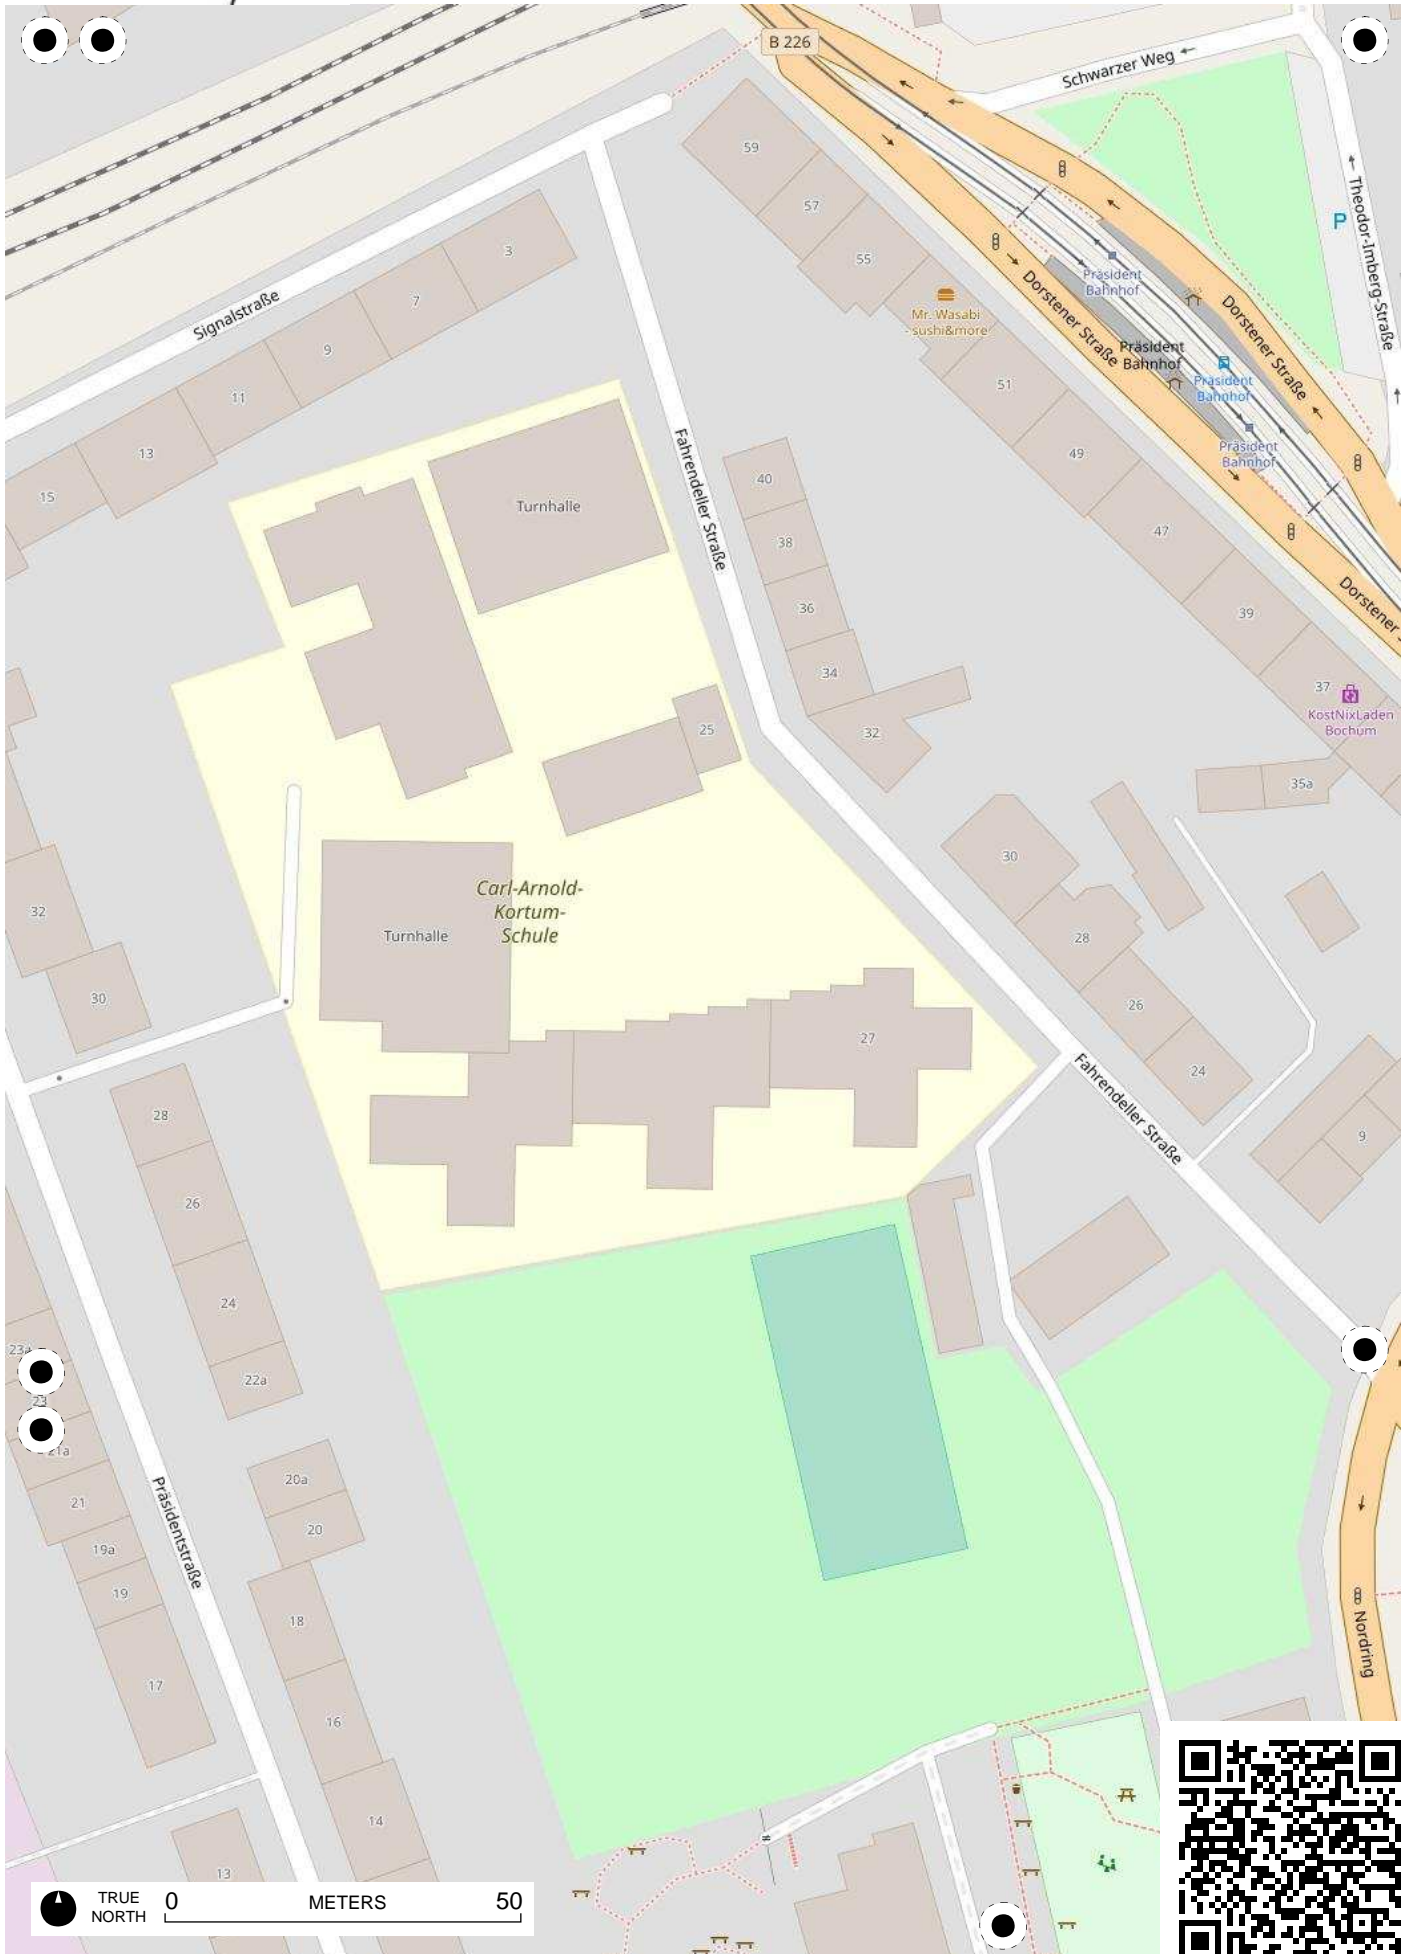 B 226
Schwarzer Weg
Theodor-Imberg-Straße
P
59
57
55
3
7
9
11
13
15
Signalstraße
Präsident
Bahnhof
Mr. Wasabi
- sushi&more
Dorstener Straße
Dorstener Straße
Präsident
Bahnhof
Präsident
Bahnhof
Präsident
Bahnhof
51
49
47
39
37
Dorstener
KostNixLaden
Bochum
35a
Turnhalle
Fahrendeller Straße
40
38
36
34
32
25
30
28
26
24
9
Carl-Arnold-
Kortum-
Schule
Turnhalle
27
32
30
28
26
24
22a
Fahrendeller Straße
23a
23
21a
21
19a
19
17
Präsidentstraße
20a
20
18
16
14
13
Nordring
TRUE
NORTH
0
METERS
50